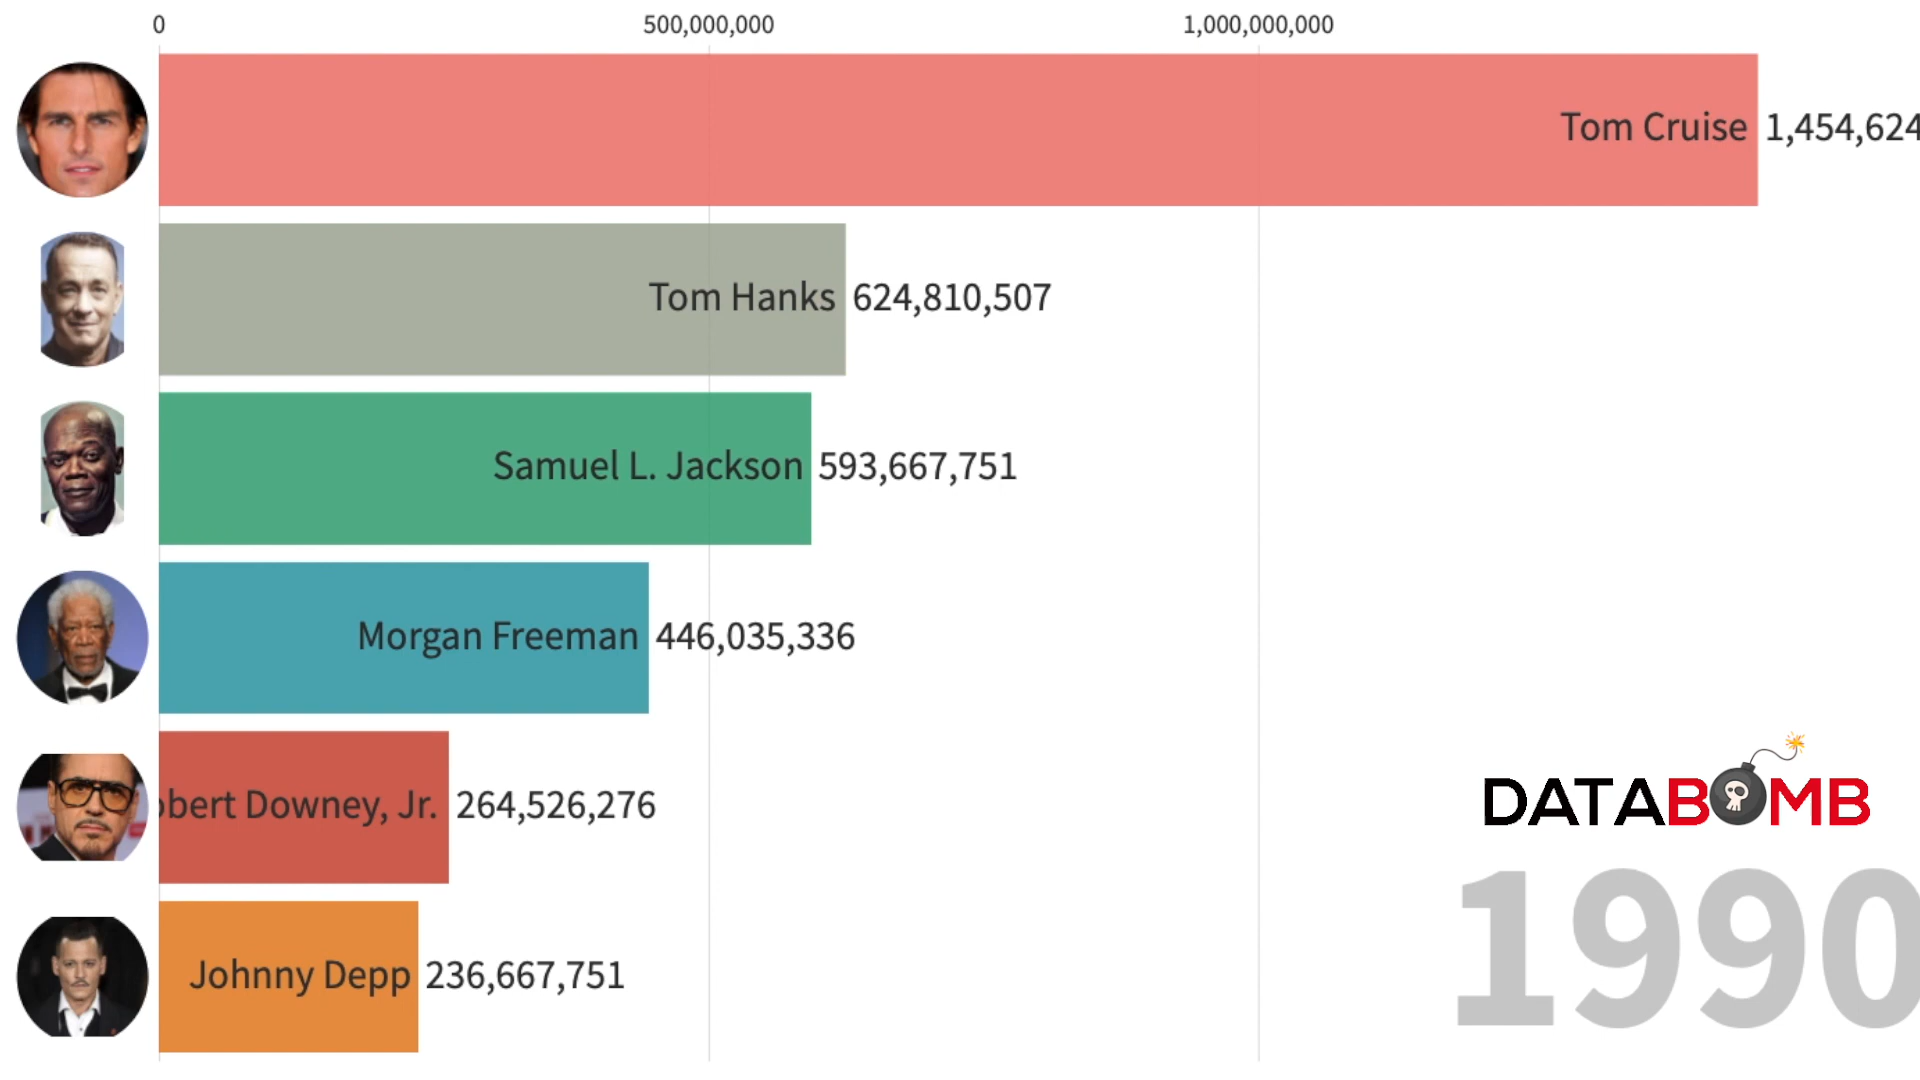 0 500,000,000 1,000,000,000
Tom Cruise 1,454,624
Tom Hanks 624,810,507
Samuel L. Jackson 593,667,751
Morgan Freeman 446,035,336
obert Downey, Jr. 264,526,276
DATABOMB
1990
Johnny Depp 236,667,751